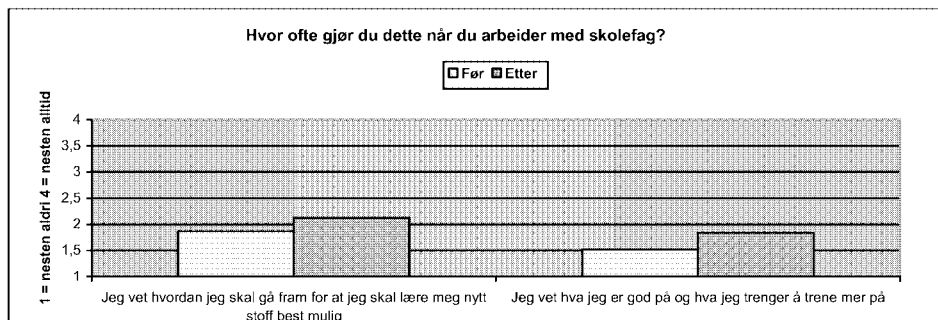 Hvor ofte gjør du dette når du arbeider med skolefag?
Før Etter
1 = nesten aldri 4 = nesten alltid
4
3,5
3
2,5
2
1,5
1
Jeg vet hvordan jeg skal gå fram for at jeg skal lære meg nytt
stoff best mulig
Jeg vet hva jeg er god på og hva jeg trenger å trene mer på